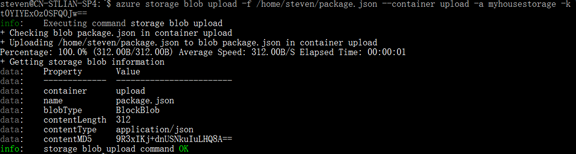 steven@CN-STLIAN-SP4:~$ azure storage blob upload -f /home/steven/package.json --container upload -a myhousestorage -k
tOYIYExOzOSFQOJw==
info:    Executing command storage blob upload
+ Checking blob package.json in container upload
+ Uploading /home/steven/package.json to blob package.json in container upload
Percentage: 100.0% (312.00B/312.00B) Average Speed: 312.00B/S Elapsed Time: 00:00:01
+ Getting storage blob information
data:    Property       Value
data:    -------------  ------------------------
data:    container      upload
data:    name           package.json
data:    blobType       BlockBlob
data:    contentLength  312
data:    contentType    application/json
data:    contentMD5     9R3xIKj+dnUSNkuIuLHQ8A==
info:    storage blob upload command OK